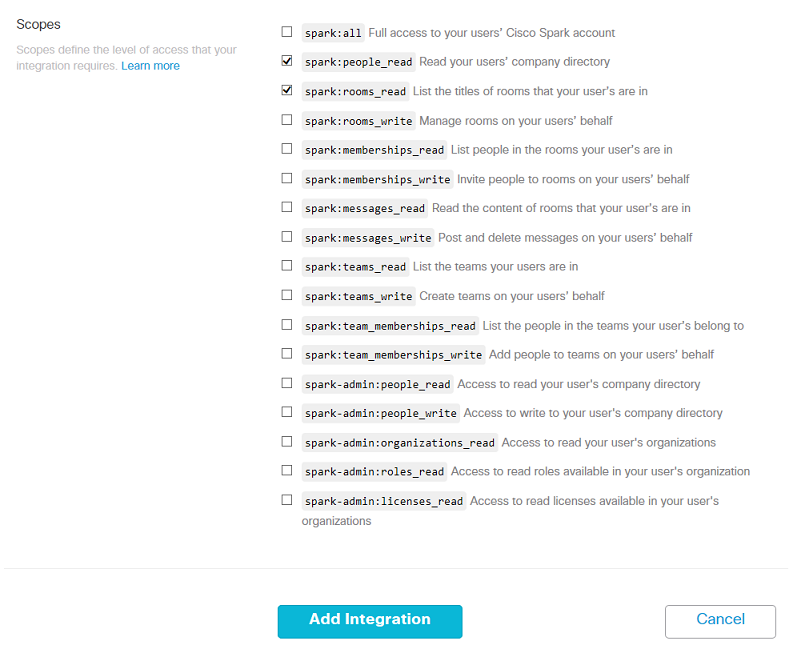 Scopes
Scopes define the level of access that your
integration requires. Learn more
spark:all Full access to your users' Cisco Spark account
spark:people_read Read your users' company directory
spark:rooms_read List the titles of rooms that your user's are in
spark:rooms_write Manage rooms on your users' behalf
spark:memberships_read List people in the rooms your user's are in
spark:memberships_write Invite people to rooms on your users' behalf
spark:messages_read Read the content of rooms that your user's are in
spark:messages_write Post and delete messages on your users' behalf
spark:teams_read List the teams your users are in
spark:teams_write Create teams on your users' behalf
spark:team_memberships_read List the people in the teams your user's belong to
spark:team_memberships_write Add people to teams on your users' behalf
spark-admin:people_read Access to read your user's company directory
spark-admin:people_write Access to write to your user's company directory
spark-admin:organizations_read Access to read your user's organizations
spark-admin:roles_read Access to read roles available in your user's organization
spark-admin:licenses_read Access to read licenses available in your user's
organizations
Add Integration
Cancel